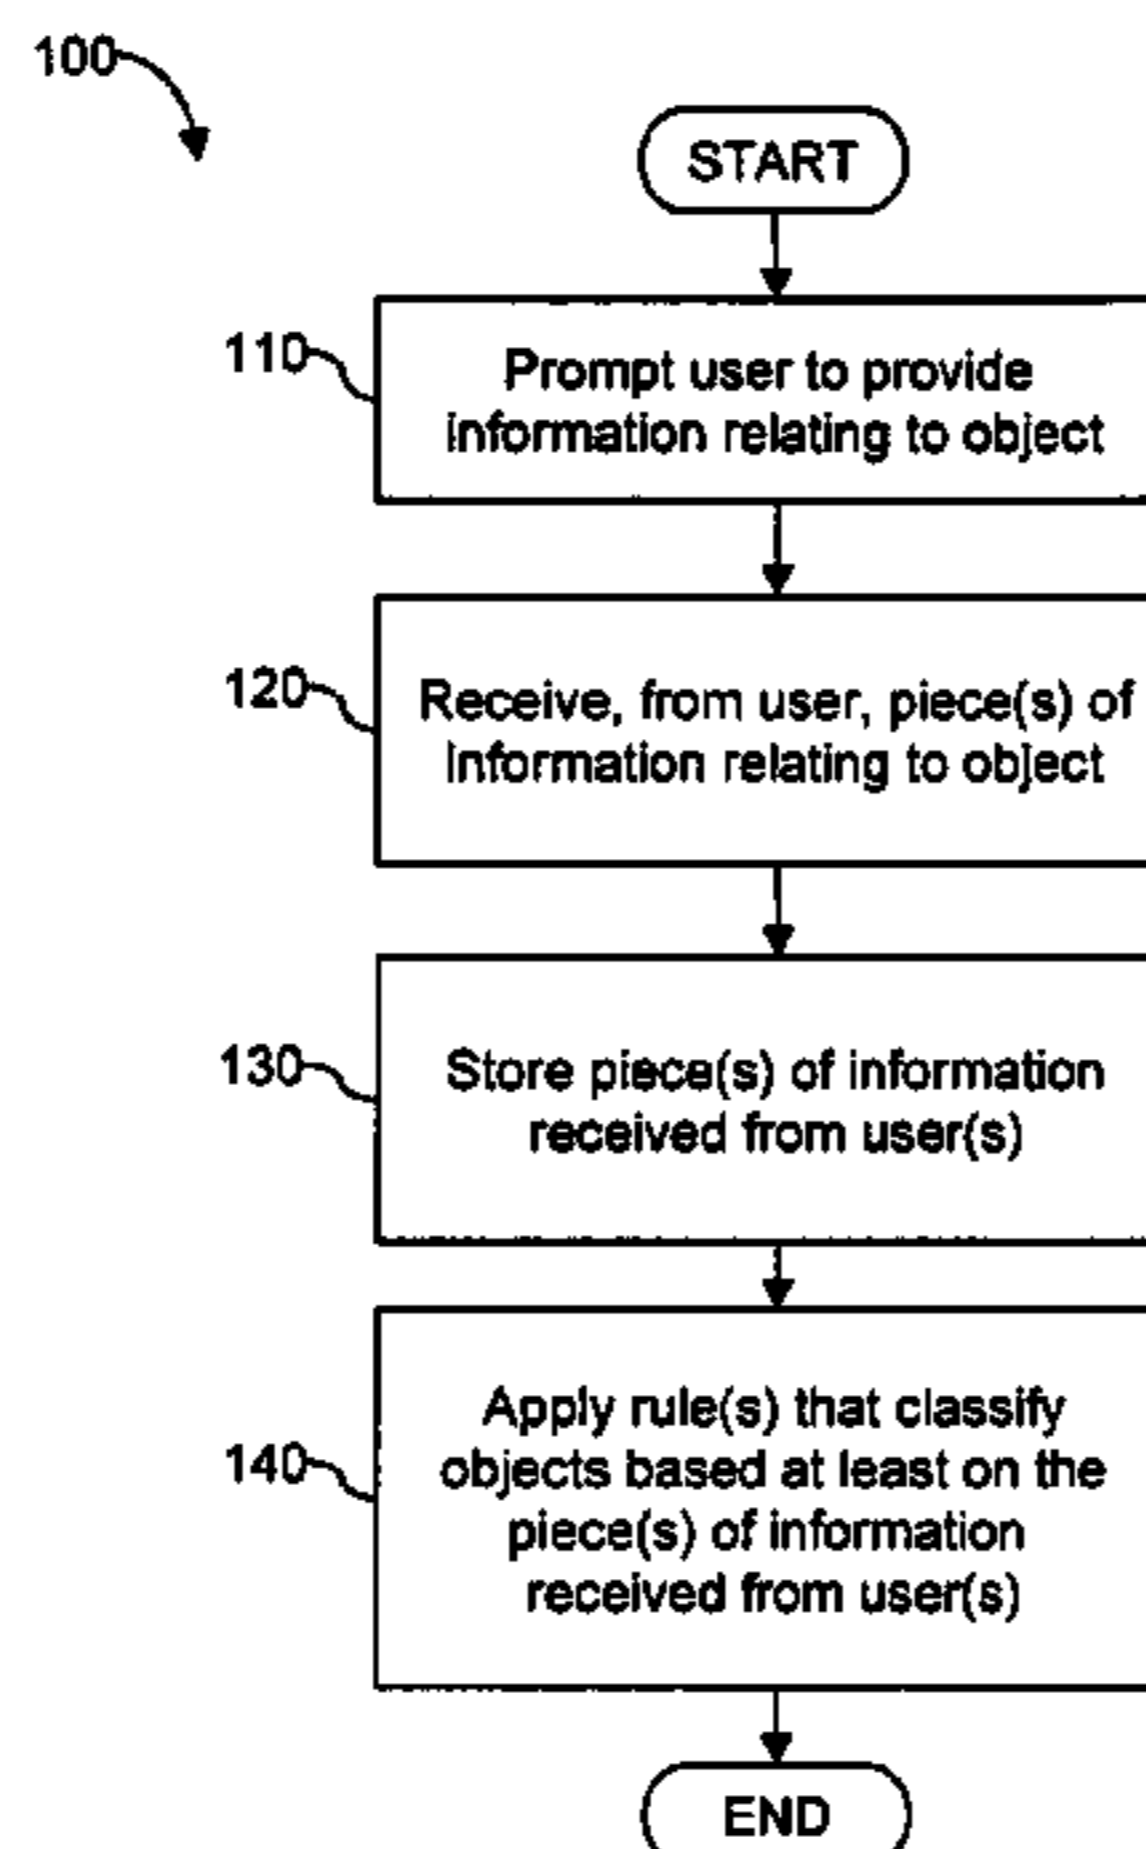 100
START
110
Prompt user to provide
information relating to object
120
Receive, from user, piece(s) of
information relating to object
130
Store piece(s) of information
received from user(s)
140
Apply rule(s) that classify
objects based at least on the
piece(s) of information
received from user(s)
END